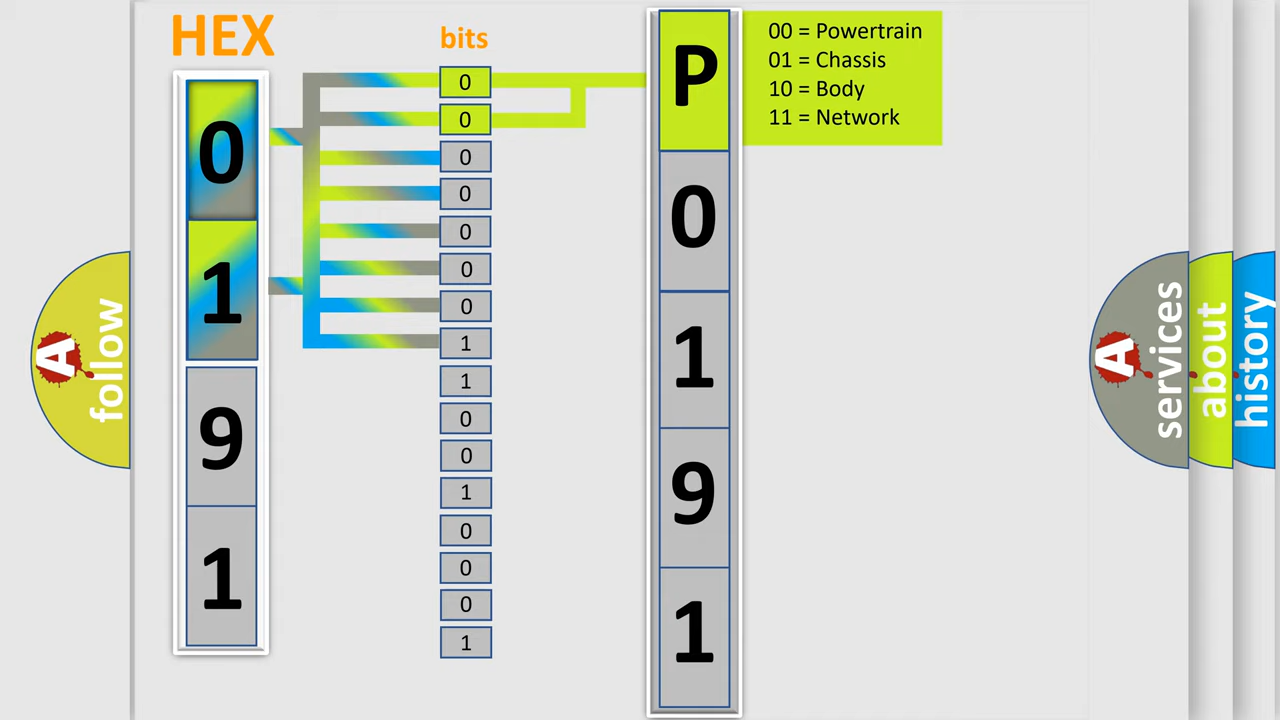 HEX
bits
0
1
9
1
0
0
0
0
0
0
0
1
1
0
0
1
0
0
0
1
P
0
1
9
1
00 = Powertrain
01 = Chassis
10 = Body
11 = Network
A
follow
A
services
about
history